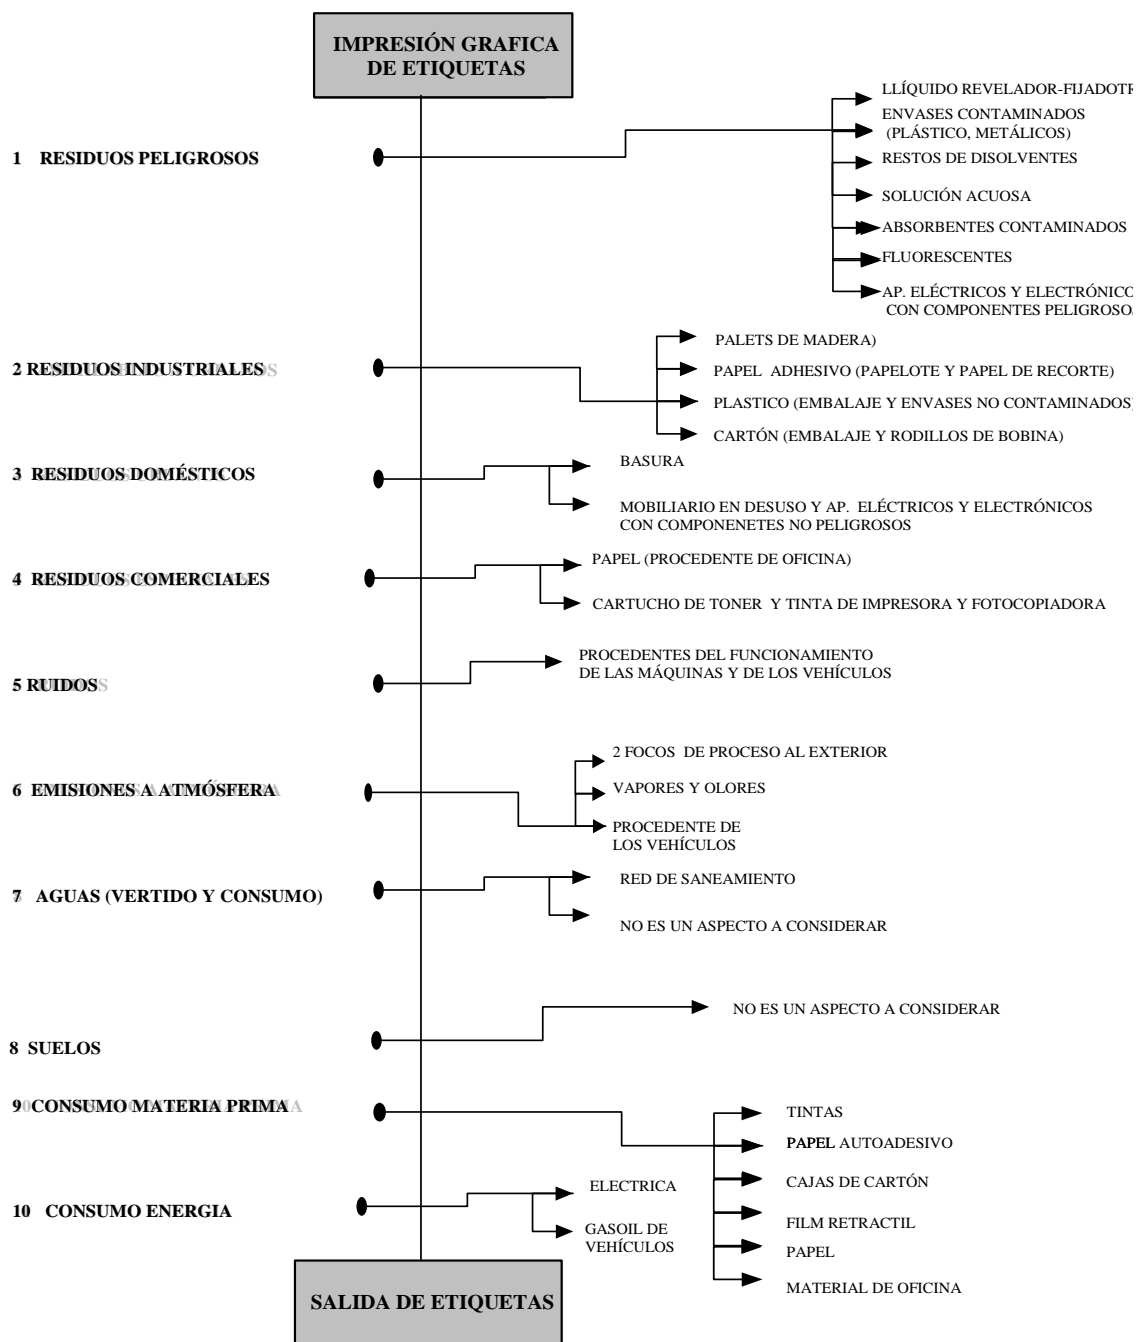 IMPRESIÓN GRAFICA
DE ETIQUETAS
1 RESIDUOS PELIGROSOS
LLÍQUIDO REVELADOR-FIJADOTR
ENVASES CONTAMINADOS
(PLÁSTICO, METÁLICOS)
RESTOS DE DISOLVENTES
SOLUCIÓN ACUOSA
ABSORBENTES CONTAMINADOS
FLUORESCENTES
AP. ELÉCTRICOS Y ELECTRÓNICO
CON COMPONENTES PELIGROSO
2 RESIDUOS INDUSTRIALES
PALETS DE MADERA)
PAPEL ADHESIVO (PAPELOTE Y PAPEL DE RECORTE)
PLASTICO (EMBALAJE Y ENVASES NO CONTAMINADOS)
CARTÓN (EMBALAJE Y RODILLOS DE BOBINA)
3 RESIDUOS DOMÉSTICOS
BASURA
MOBILIARIO EN DESUSO Y AP. ELÉCTRICOS Y ELECTRÓNICOS
CON COMPONENETES NO PELIGROSOS
4 RESIDUOS COMERCIALES
PAPEL (PROCEDENTE DE OFICINA)
CARTUCHO DE TONER Y TINTA DE IMPRESORA Y FOTOCOPIADORA
5 RUIDOS
PROCEDENTES DEL FUNCIONAMIENTO
DE LAS MÁQUINAS Y DE LOS VEHÍCULOS
6 EMISIONES A ATMÓSFERA
2 FOCOS DE PROCESO AL EXTERIOR
VAPORES Y OLORES
PROCEDENTE DE
LOS VEHÍCULOS
7 AGUAS (VERTIDO Y CONSUMO)
RED DE SANEAMIENTO
NO ES UN ASPECTO A CONSIDERAR
8 SUELOS
NO ES UN ASPECTO A CONSIDERAR
9 CONSUMO MATERIA PRIMA
TINTAS
PAPEL AUTOADESIVO
CAJAS DE CARTÓN
FILM RETRACTIL
PAPEL
MATERIAL DE OFICINA
10 CONSUMO ENERGIA
ELECTRICA
GASOIL DE
VEHÍCULOS
SALIDA DE ETIQUETAS